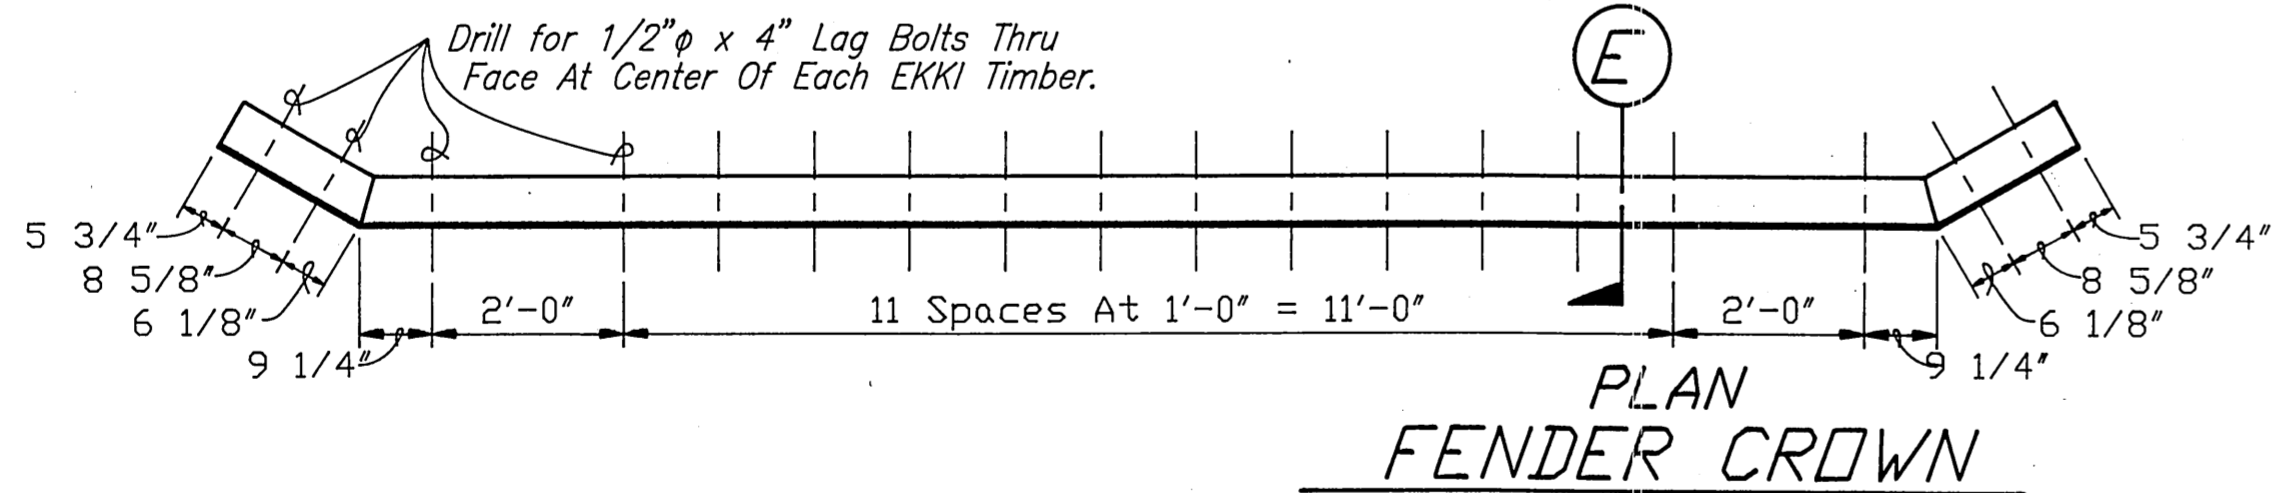 Drill for 1/2"φ x 4" Lag Bolts Thru
Face At Center Of Each EKKI Timber.
E
5 3/4"
8 5/8"
6 1/8"
9 1/4"
2'-0"
11 Spaces At 1'-0" = 11'-0"
2'-0"
9 1/4"
6 1/8"
8 5/8"
5 3/4"
PLAN
FENDER CROWN